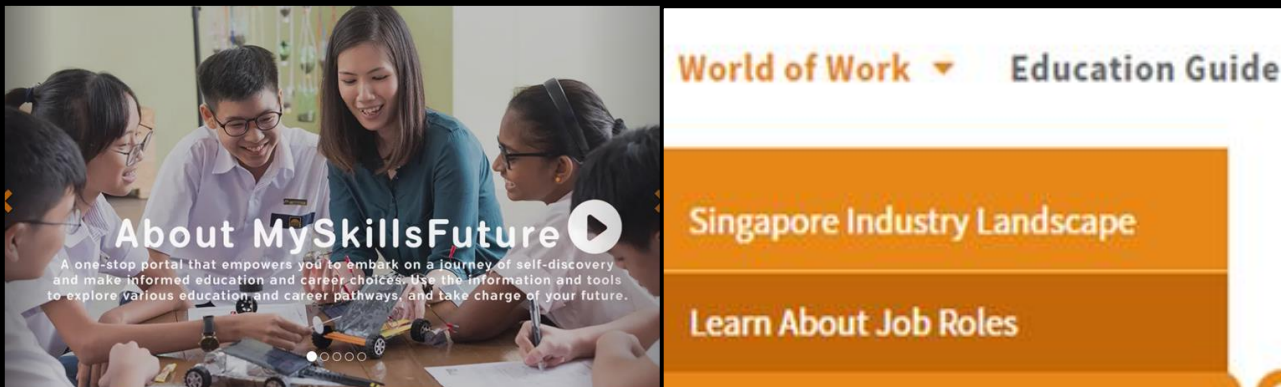 About MySkillsFuture
A one-stop portal that empowers you to embark on a journey of self-discovery
and make informed education and career choices. Use the information and tools
to explore various education and career pathways, and take charge of your future.
World of Work
Education Guide
Singapore Industry Landscape
Learn About Job Roles